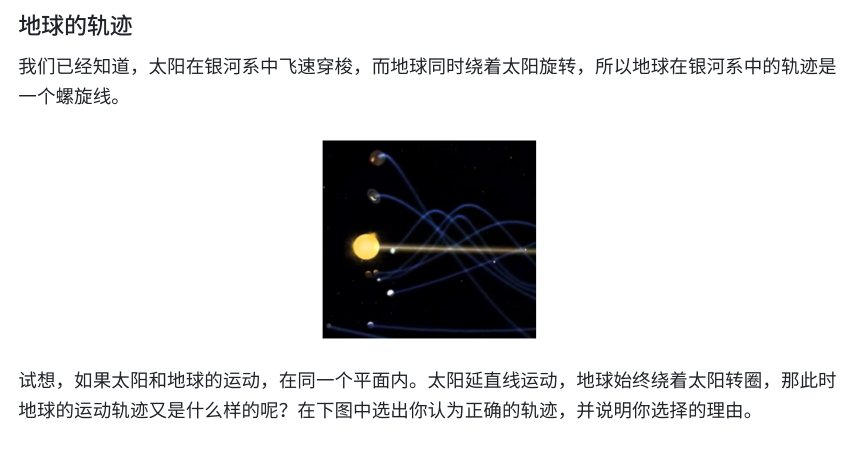 地球的轨迹
我们已经知道，太阳在银河系中飞速穿梭，而地球同时绕着太阳旋转，所以地球在银河系中的轨迹是
一个螺旋线。
试想，如果太阳和地球的运动，在同一个平面内。太阳延直线运动，地球始终绕着太阳转圈，那此时
地球的运动轨迹又是什么样的呢？在下图中选出你认为正确的轨迹，并说明你选择的理由。